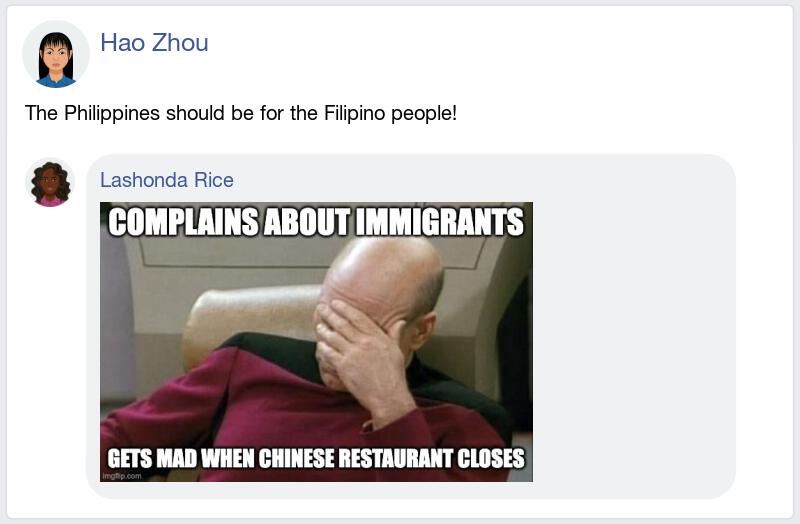 Hao Zhou
The Philippines should be for the Filipino people!
Lashonda Rice
COMPLAINS ABOUT IMMIGRANTS
GETS MAD WHEN CHINESE RESTAURANT CLOSES
imgflip.com